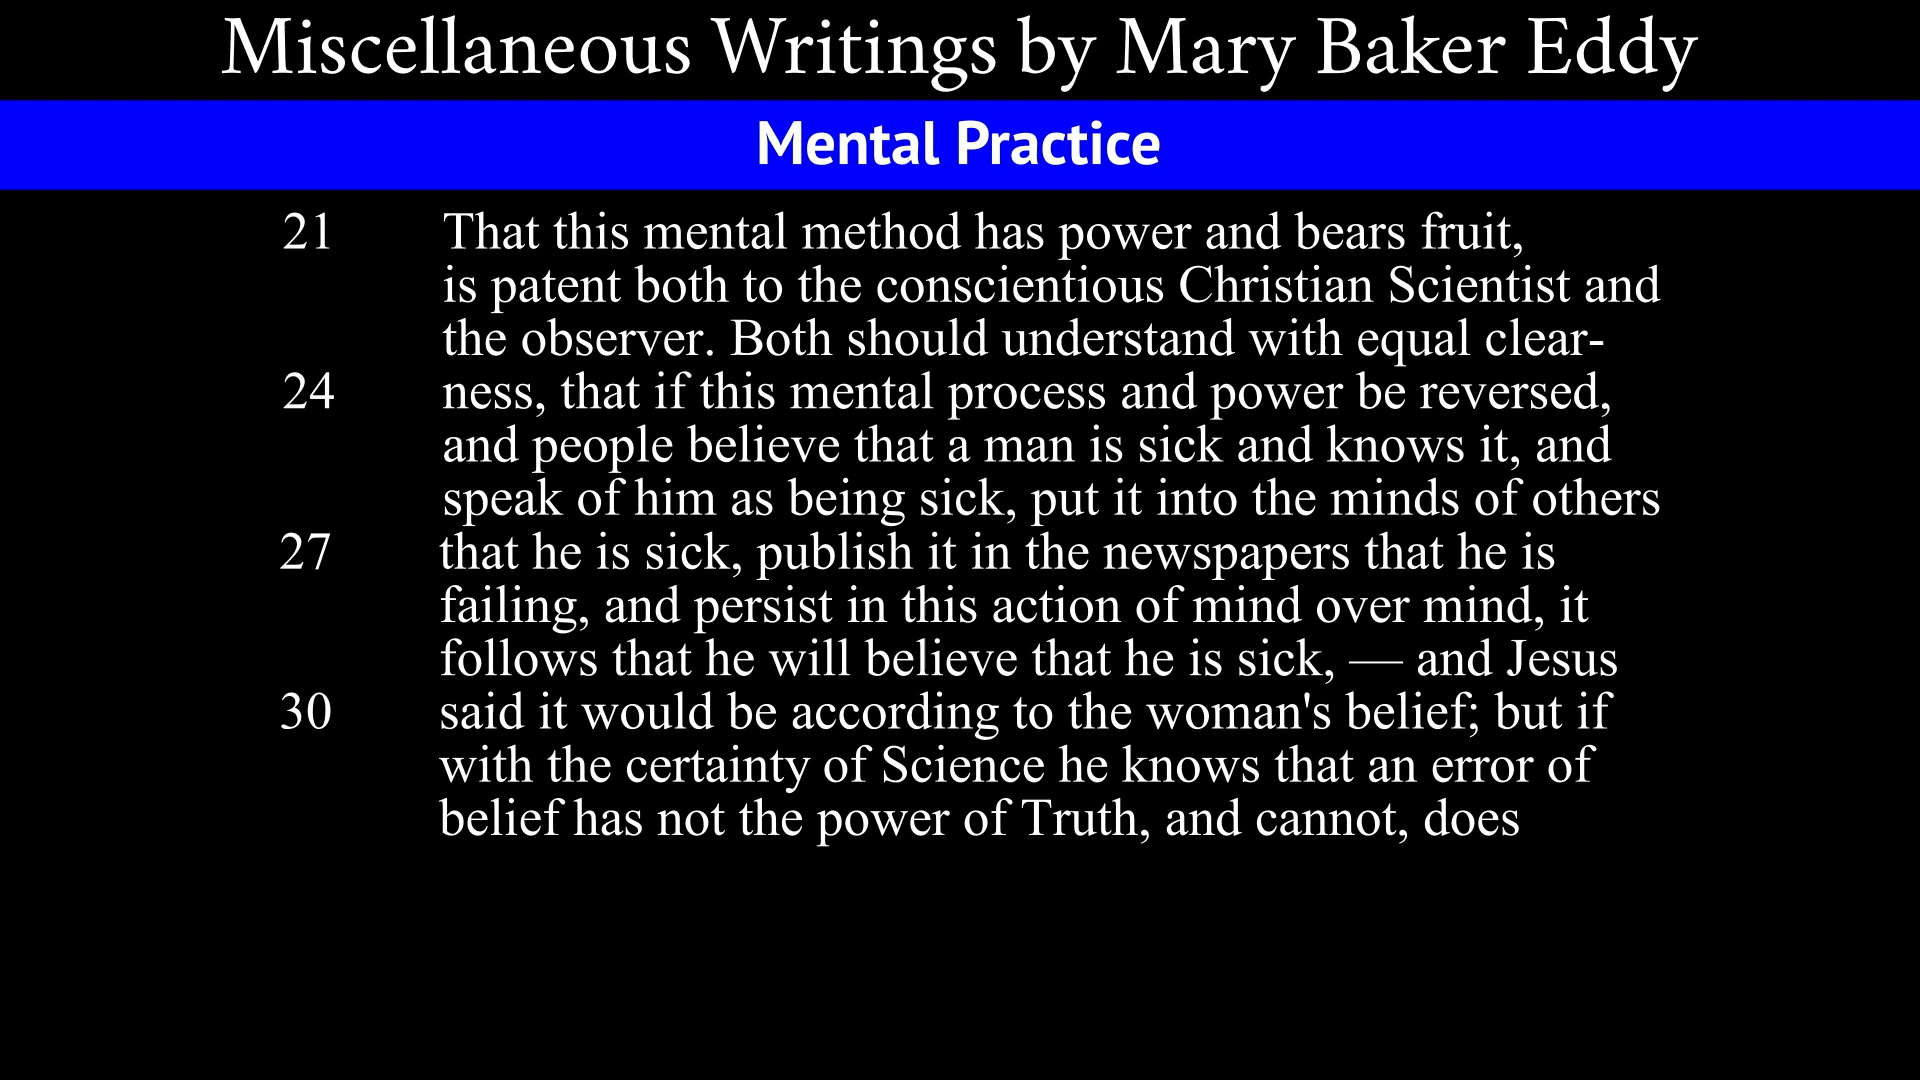 Miscellaneous Writings by Mary Baker Eddy
Mental Practice
21 That this mental method has power and bears fruit,
is patent both to the conscientious Christian Scientist and
the observer. Both should understand with equal clear-
24 ness, that if this mental process and power be reversed,
and people believe that a man is sick and knows it, and
speak of him as being sick, put it into the minds of others
27 that he is sick, publish it in the newspapers that he is
failing, and persist in this action of mind over mind, it
follows that he will believe that he is sick, — and Jesus
30 said it would be according to the woman's belief; but if
with the certainty of Science he knows that an error of
belief has not the power of Truth, and cannot, does